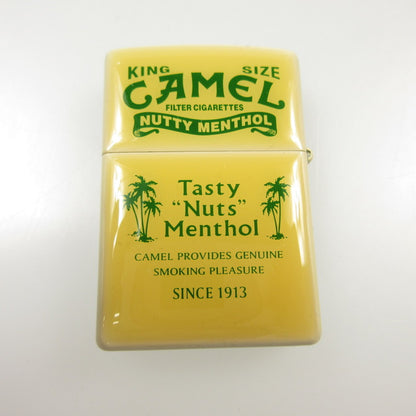 KING SIZE
CAMEL
FILTER CIGARETTES
NUTTY MENTHOL
Tasty
"Nuts"
Menthol
CAMEL PROVIDES GENUINE
SMOKING PLEASURE
SINCE 1913